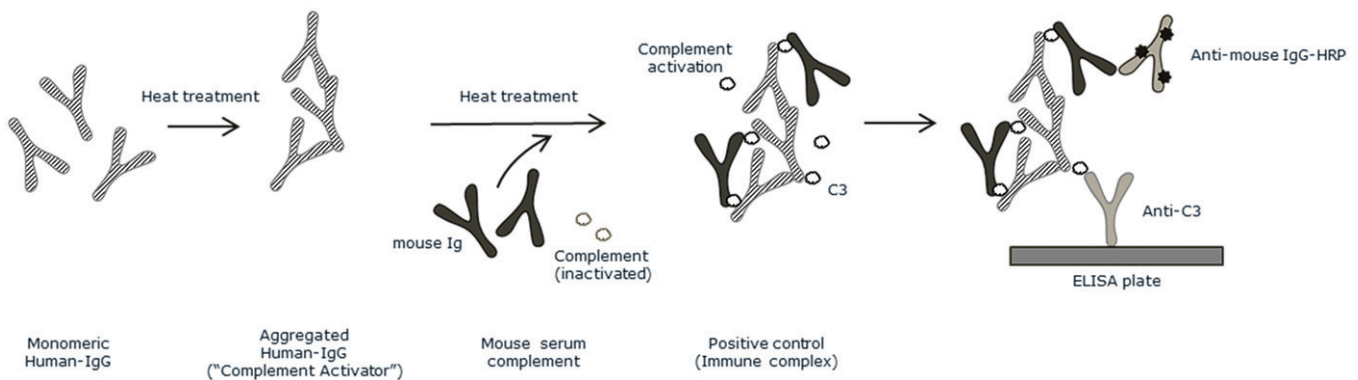 Heat treatment
Heat treatment
Complement
activation
Anti-mouse IgG-HRP
C3
Anti-C3
mouse Ig
Complement
(inactivated)
ELISA plate
Monomeric
Human-IgG
Aggregated
Human-IgG
("Complement Activator")
Mouse serum
complement
Positive control
(Immune complex)